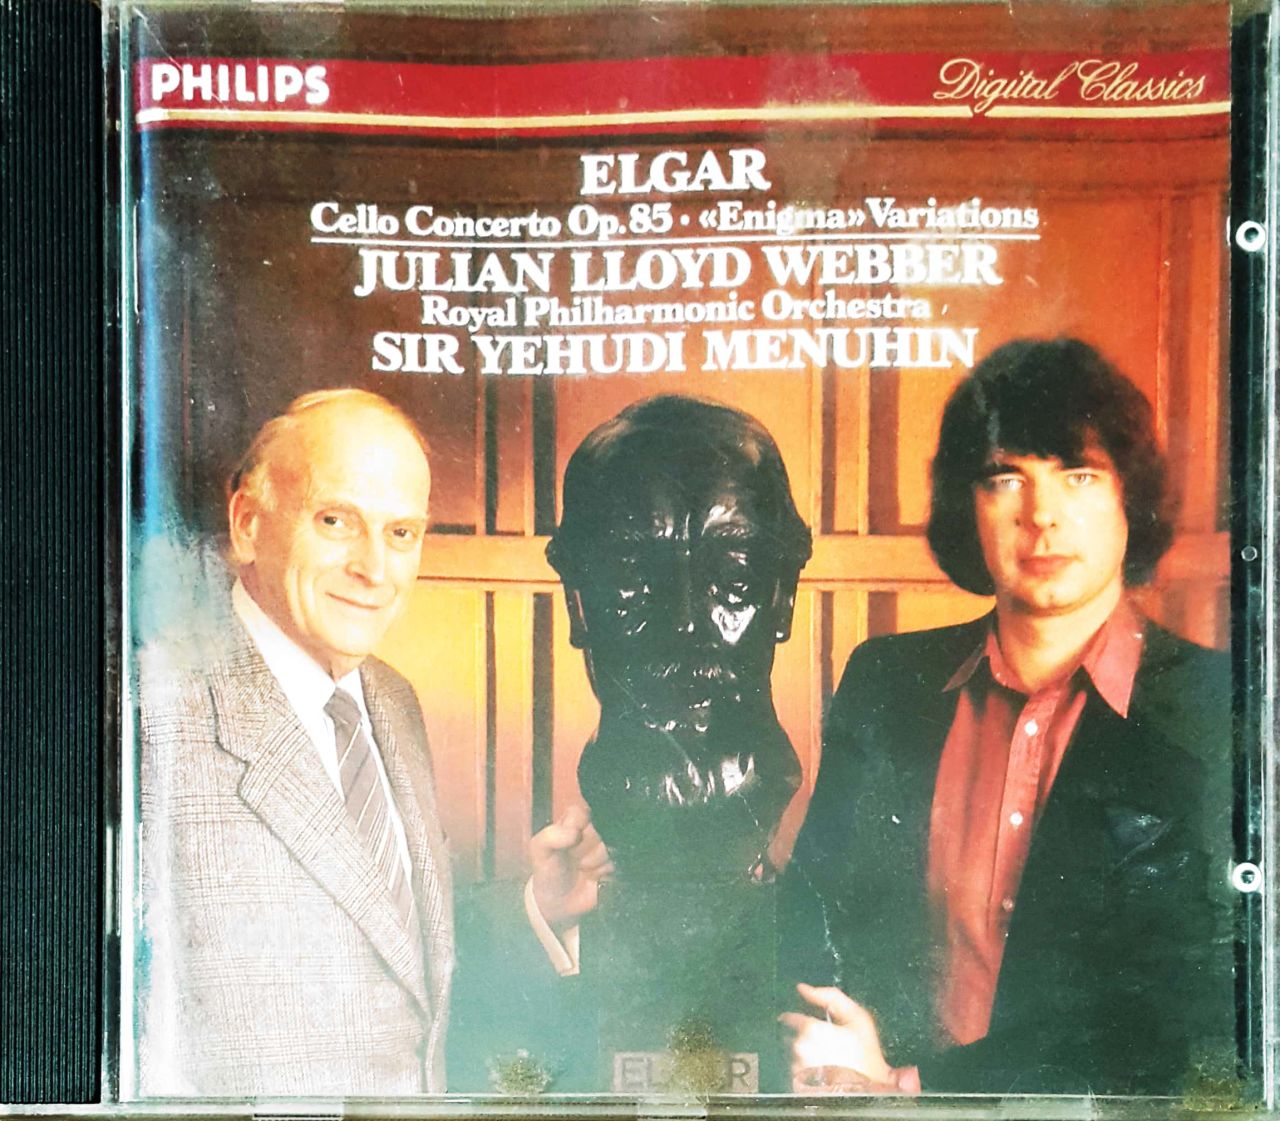 PHILIPS
Digital Classics
ELGAR
Cello Concerto Op. 85 · «Enigma» Variations
JULIAN LLOYD WEBBER
Royal Philharmonic Orchestra
SIR YEHUDI MENUHIN
ELGAR